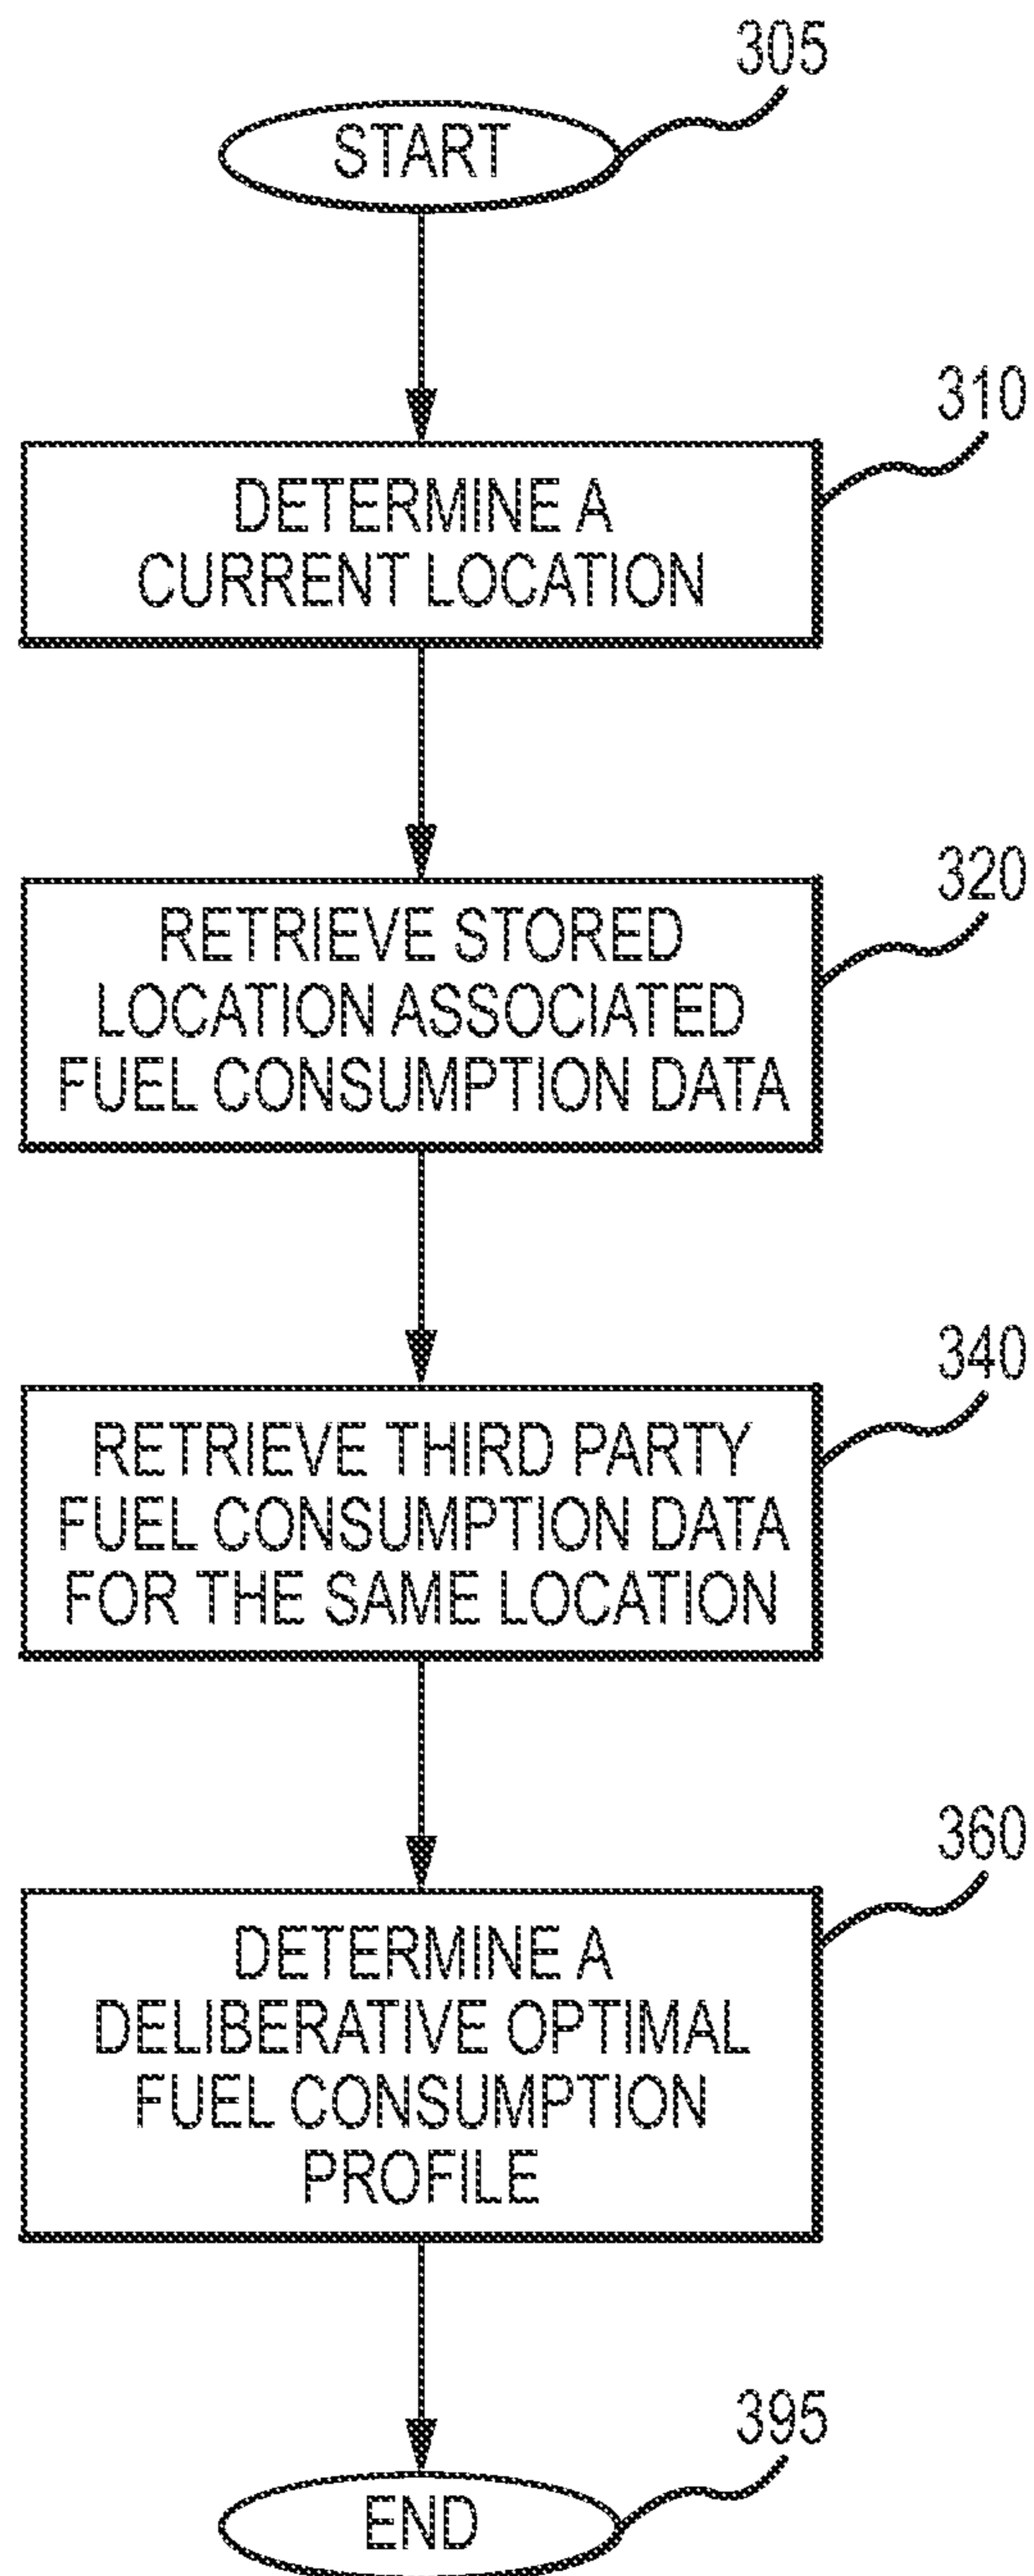 305
START
310
DETERMINE A
CURRENT LOCATION
320
RETRIEVE STORED
LOCATION ASSOCIATED
FUEL CONSUMPTION DATA
340
RETRIEVE THIRD PARTY
FUEL CONSUMPTION DATA
FOR THE SAME LOCATION
360
DETERMINE A
DELIBERATIVE OPTIMAL
FUEL CONSUMPTION
PROFILE
395
END